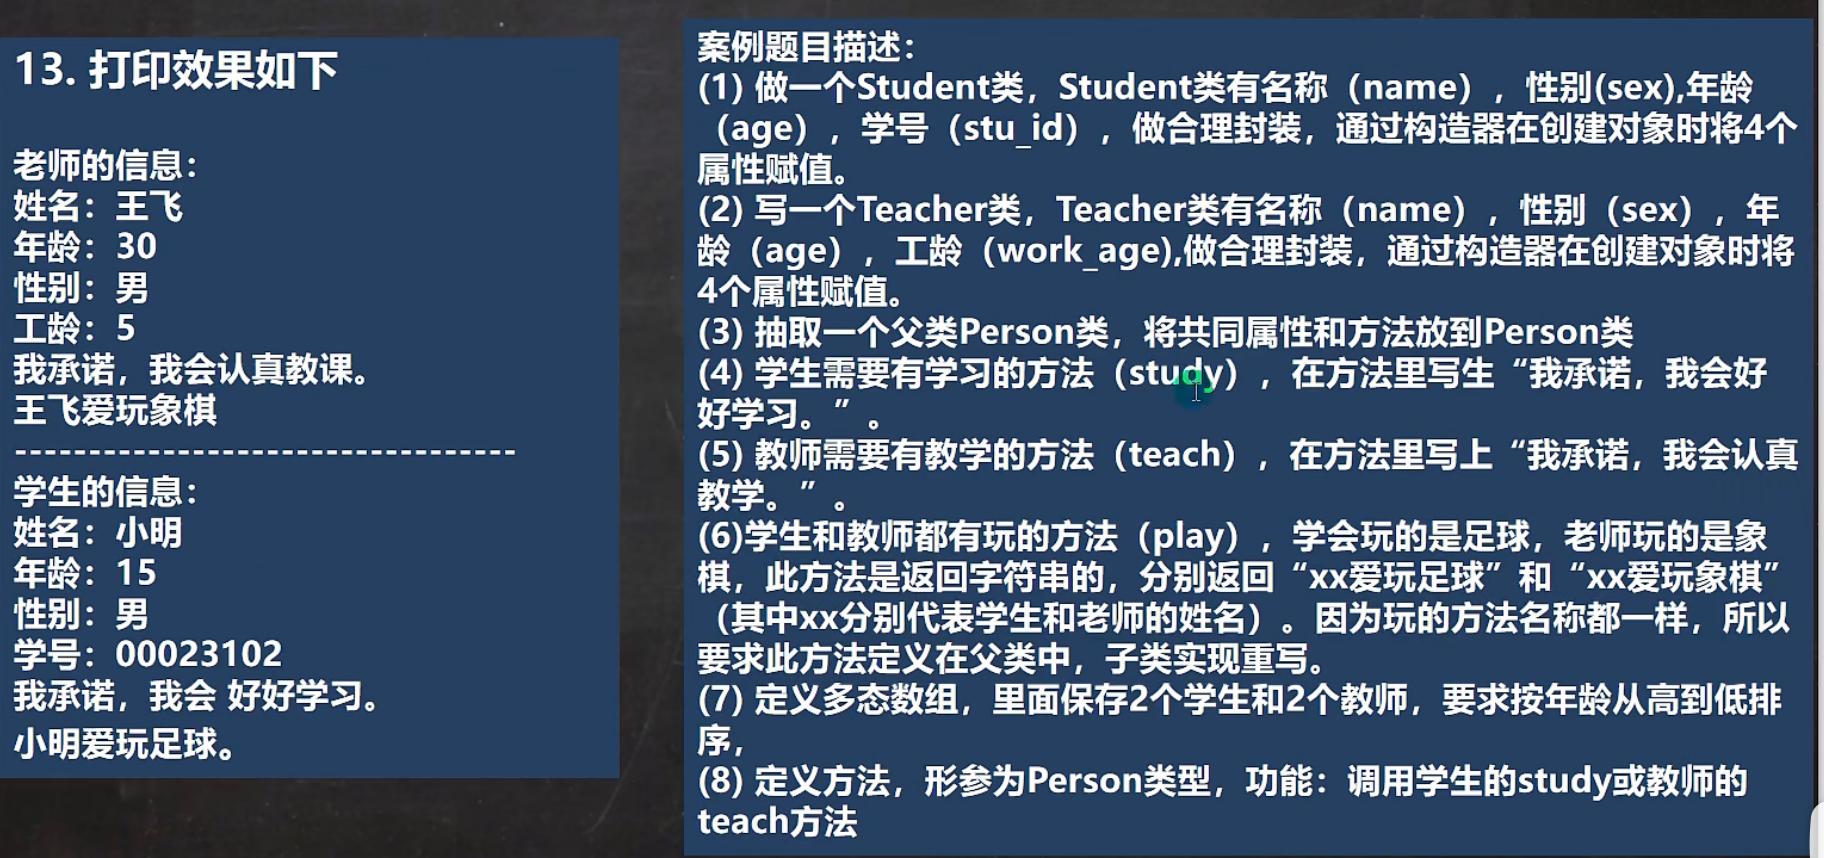 13. 打印效果如下
老师的信息：
姓名：王飞
年龄：30
性别：男
工龄：5
我承诺，我会认真教课。
王飞爱玩象棋
----------------------------------
学生的信息：
姓名：小明
年龄：15
性别：男
学号：00023102
我承诺，我会 好好学习。
小明爱玩足球。
案例题目描述：
(1) 做一个Student类，Student类有名称（name），性别(sex),年龄
（age），学号（stu_id），做合理封装，通过构造器在创建对象时将4个
属性赋值。
(2) 写一个Teacher类，Teacher类有名称（name），性别（sex），年
龄（age），工龄（work_age),做合理封装，通过构造器在创建对象时将
4个属性赋值。
(3) 抽取一个父类Person类，将共同属性和方法放到Person类
(4) 学生需要有学习的方法（study），在方法里写生“我承诺，我会好
好学习。”。
(5) 教师需要有教学的方法（teach），在方法里写上“我承诺，我会认真
教学。”。
(6)学生和教师都有玩的方法（play），学会玩的是足球，老师玩的是象
棋，此方法是返回字符串的，分别返回“xx爱玩足球”和“xx爱玩象棋”
（其中xx分别代表学生和老师的姓名）。因为玩的方法名称都一样，所以
要求此方法定义在父类中，子类实现重写。
(7) 定义多态数组，里面保存2个学生和2个教师，要求按年龄从高到低排
序，
(8) 定义方法，形参为Person类型，功能：调用学生的study或教师的
teach方法